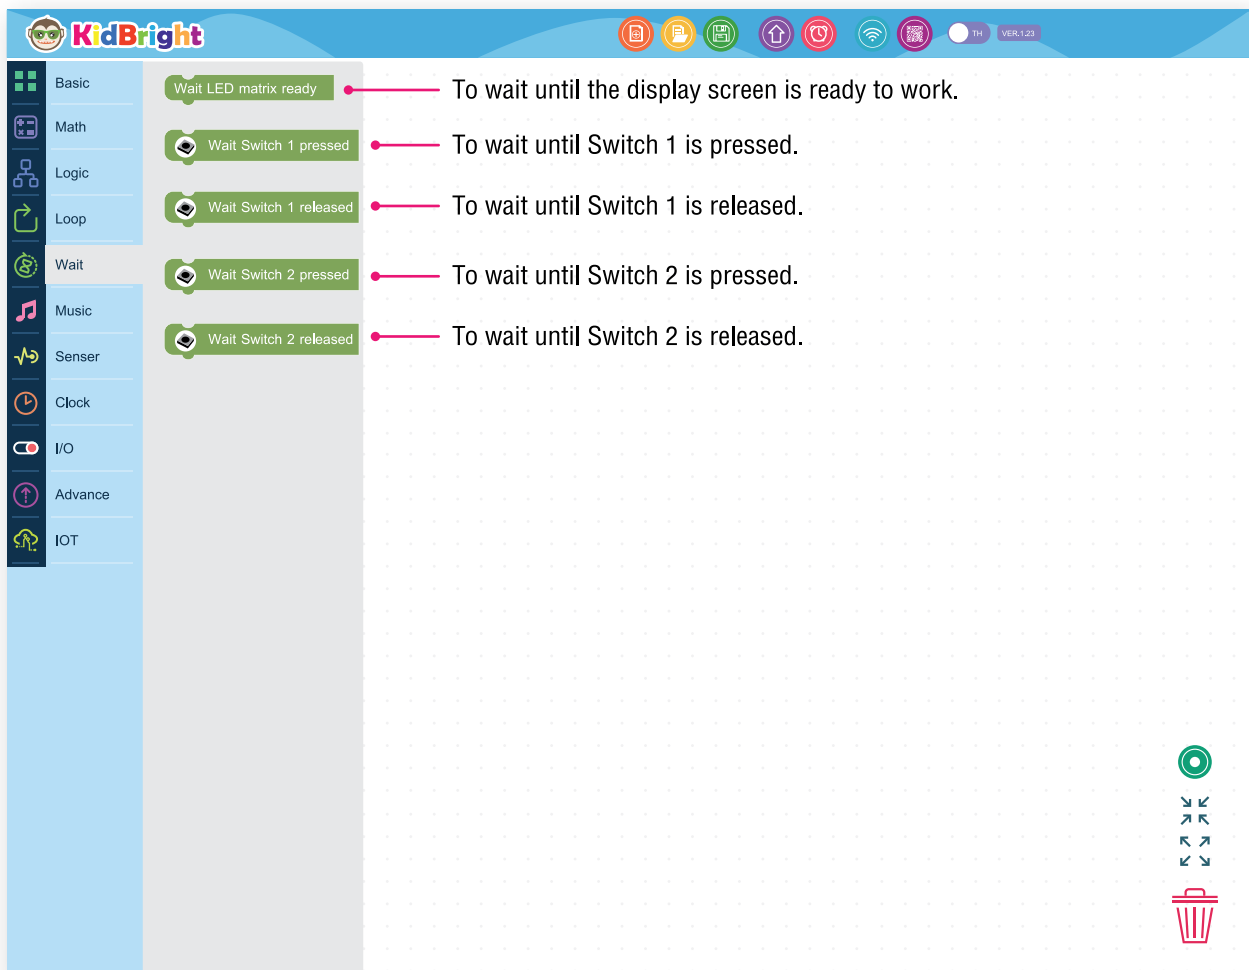 KidBright
TH
VER.1.23
Basic
Math
Logic
Loop
Wait
Music
Senser
Clock
I/O
Advance
IOT
Wait LED matrix ready
To wait until the display screen is ready to work.
Wait Switch 1 pressed
To wait until Switch 1 is pressed.
Wait Switch 1 released
To wait until Switch 1 is released.
Wait Switch 2 pressed
To wait until Switch 2 is pressed.
Wait Switch 2 released
To wait until Switch 2 is released.